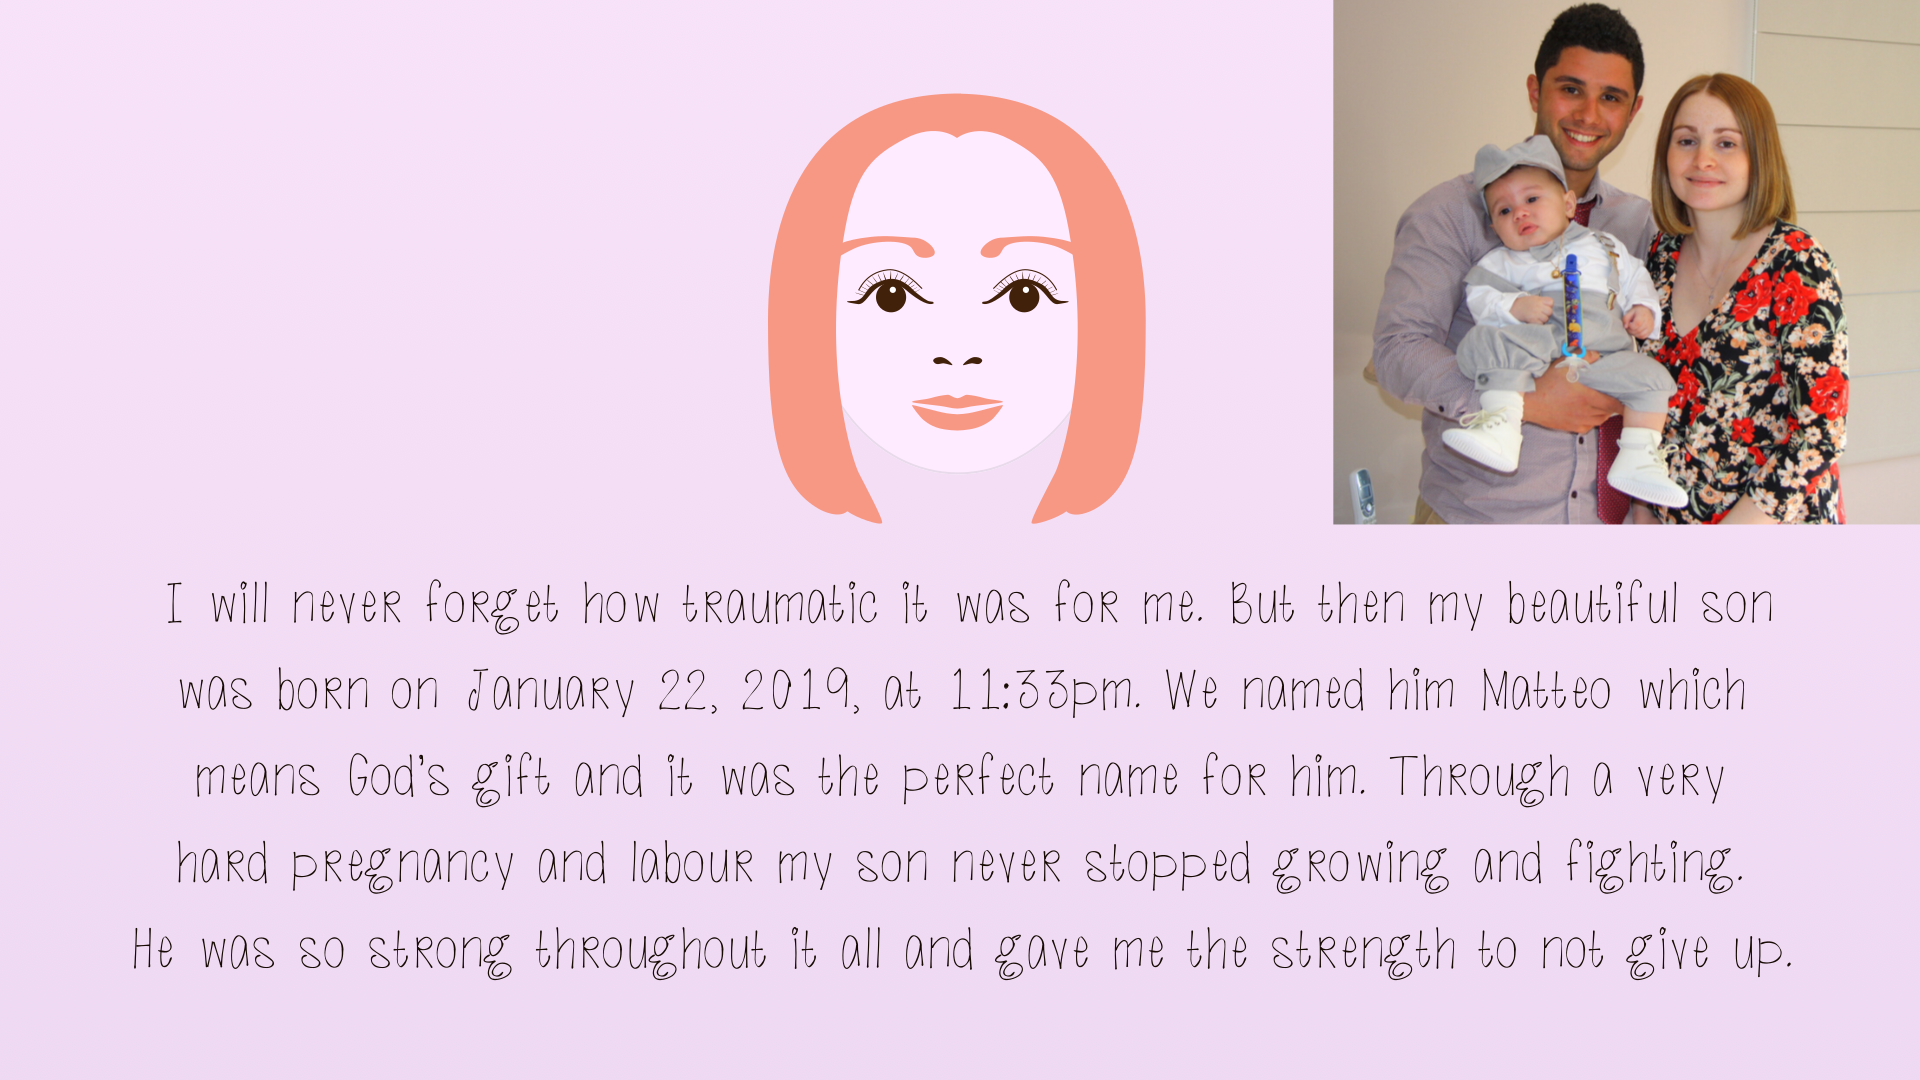 I will never forget how traumatic it was for me. But then my beautiful son
was born on January 22, 2019, at 11:33pm. We named him Matteo which
means God's gift and it was the perfect name for him. Through a very
hard pregnancy and labour my son never stopped growing and fighting.
He was so strong throughout it all and gave me the strength to not give up.